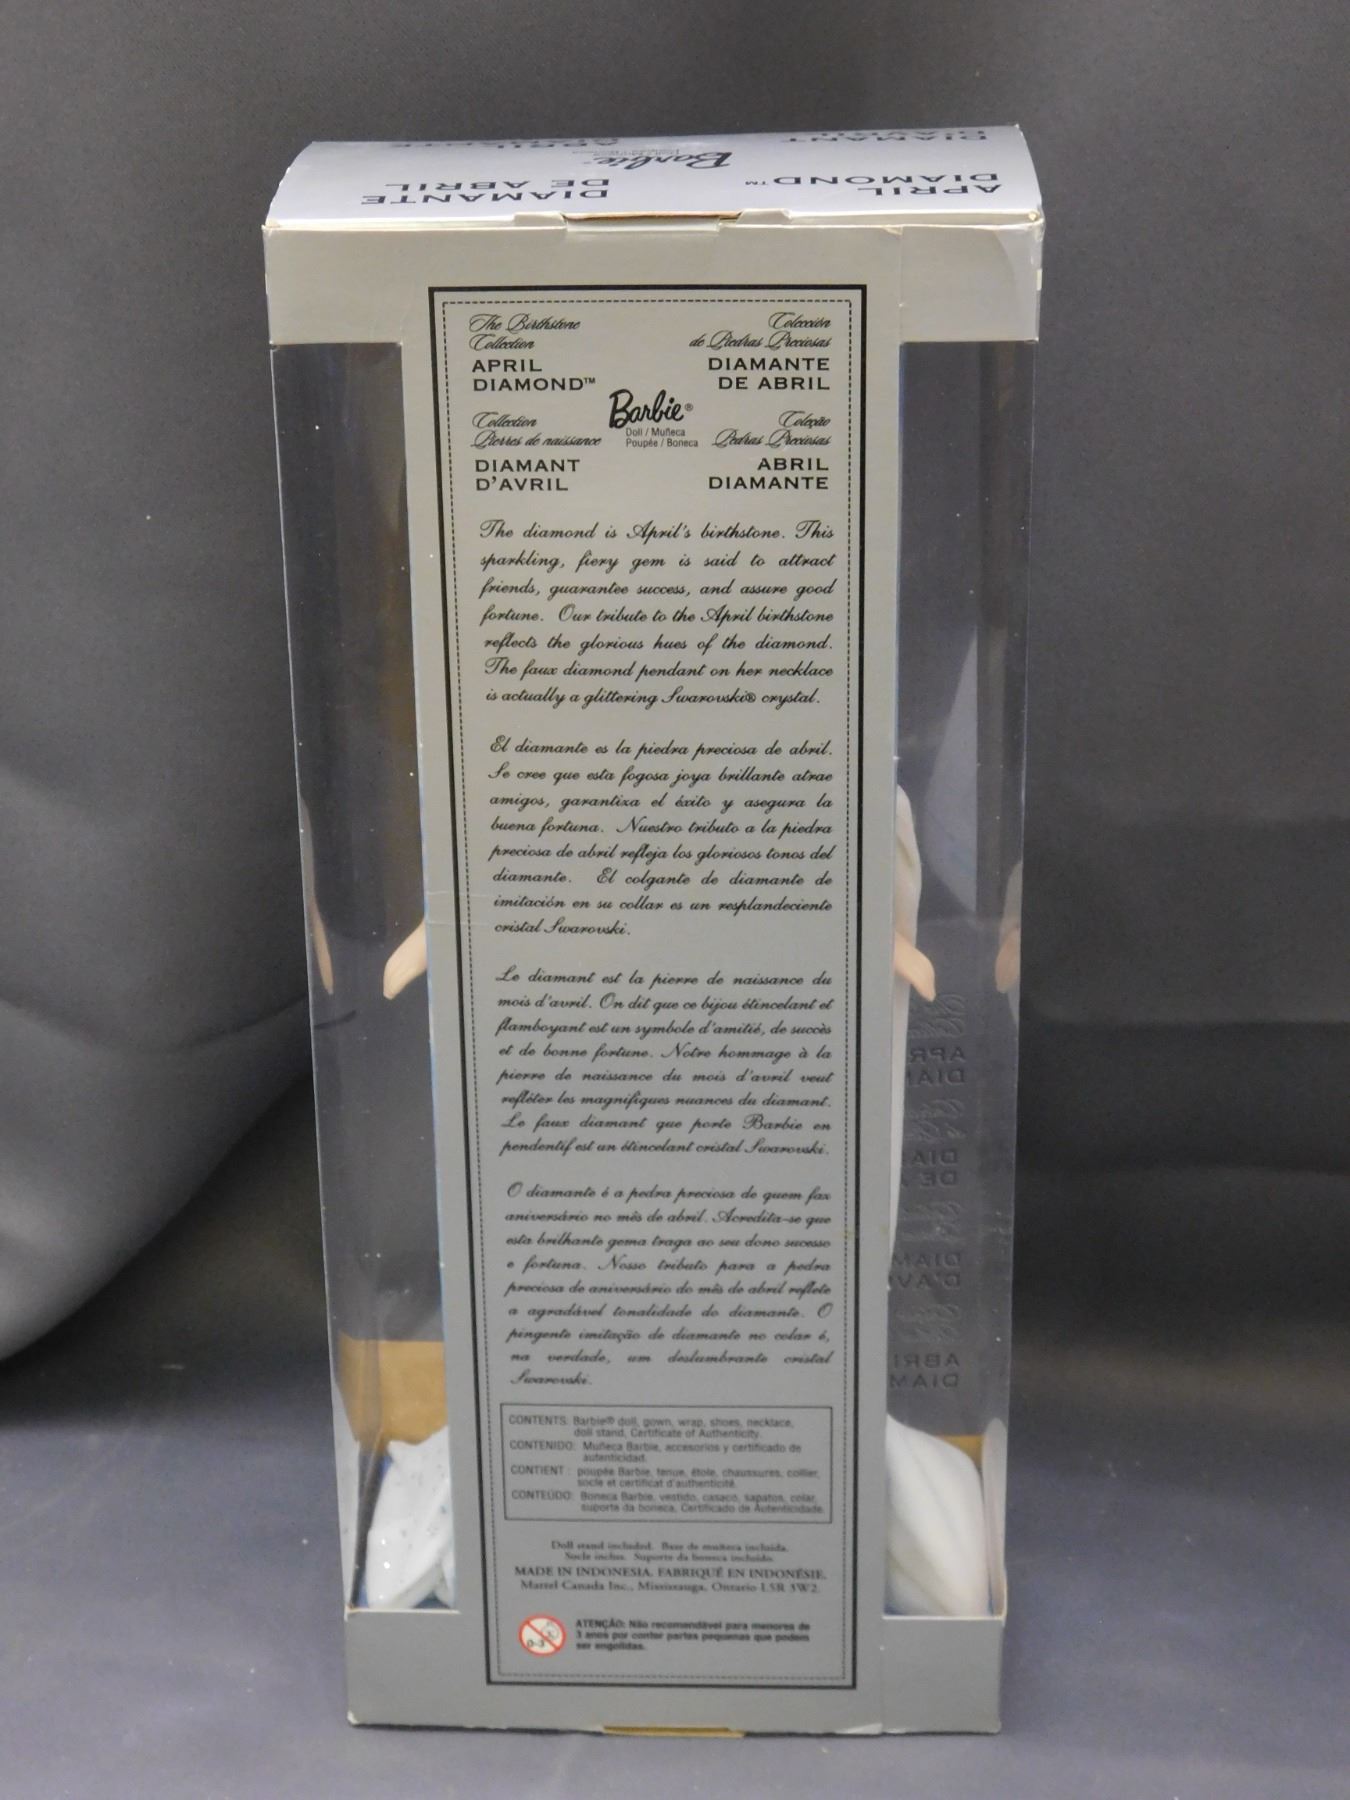 APRIL
DIAMOND™
Barbie
DIAMANTE
DE ABRIL
The Birthstone
Collection
APRIL
DIAMOND™
Colección
de Piedras Preciosas
DIAMANTE
DE ABRIL
Barbie®
Doll / Muñeca
Poupée / Boneca
Collection
Pierres de naissance
DIAMANT
D'AVRIL
Coleção
Pedras Preciosas
ABRIL
DIAMANTE
The diamond is April's birthstone. This
sparkling, fiery gem is said to attract
friends, guarantee success, and assure good
fortune. Our tribute to the April birthstone
reflects the glorious hues of the diamond.
The faux diamond pendant on her necklace
is actually a glittering Swarovski® crystal.
El diamante es la piedra preciosa de abril.
Se cree que esta fogosa joya brillante atrae
amigos, garantiza el éxito y asegura la
buena fortuna. Nuestro tributo a la piedra
preciosa de abril refleja los gloriosos tonos del
diamante. El colgante de diamante de
imitación en su collar es un resplandeciente
cristal Swarovski.
Le diamant est la pierre de naissance du
mois d'avril. On dit que ce bijou étincelant et
flamboyant est un symbole d'amitié, de succès
et de bonne fortune. Notre hommage à la
pierre de naissance du mois d'avril veut
refléter les magnifiques nuances du diamant.
Le faux diamant que porte Barbie en
pendentif est un étincelant cristal Swarovski.
O diamante é a pedra preciosa de quem faz
aniversário no mês de abril. Acredita-se que
esta brilhante gema traga ao seu dono sucesso
e fortuna. Nosso tributo para a pedra
preciosa de aniversário do mês de abril reflete
a agradável tonalidade do diamante. O
pingente imitação de diamante no colar é,
na verdade, um deslumbrante cristal
Swarovski.
CONTENTS: Barbie® doll, gown, wrap, shoes, necklace,
doll stand, Certificate of Authenticity.
CONTENIDO: Muñeca Barbie, accesorios y certificado de
autenticidad.
CONTIENT : poupée Barbie, tenue, étole, chaussures, collier,
socle et certificat d'authenticité.
CONTEÚDO: Boneca Barbie, vestido, casaco, sapatos, colar,
suporte da boneca, Certificado de Autenticidade.
Doll stand included. Base de muñeca incluida.
Socle inclus. Suporte da boneca incluído.
MADE IN INDONESIA. FABRIQUÉ EN INDONÉSIE.
Mattel Canada Inc., Mississauga, Ontario L5R 3W2.
0-3
ATENÇÃO: Não recomendável para menores de
3 anos por conter partes pequenas que podem
ser engolidas.